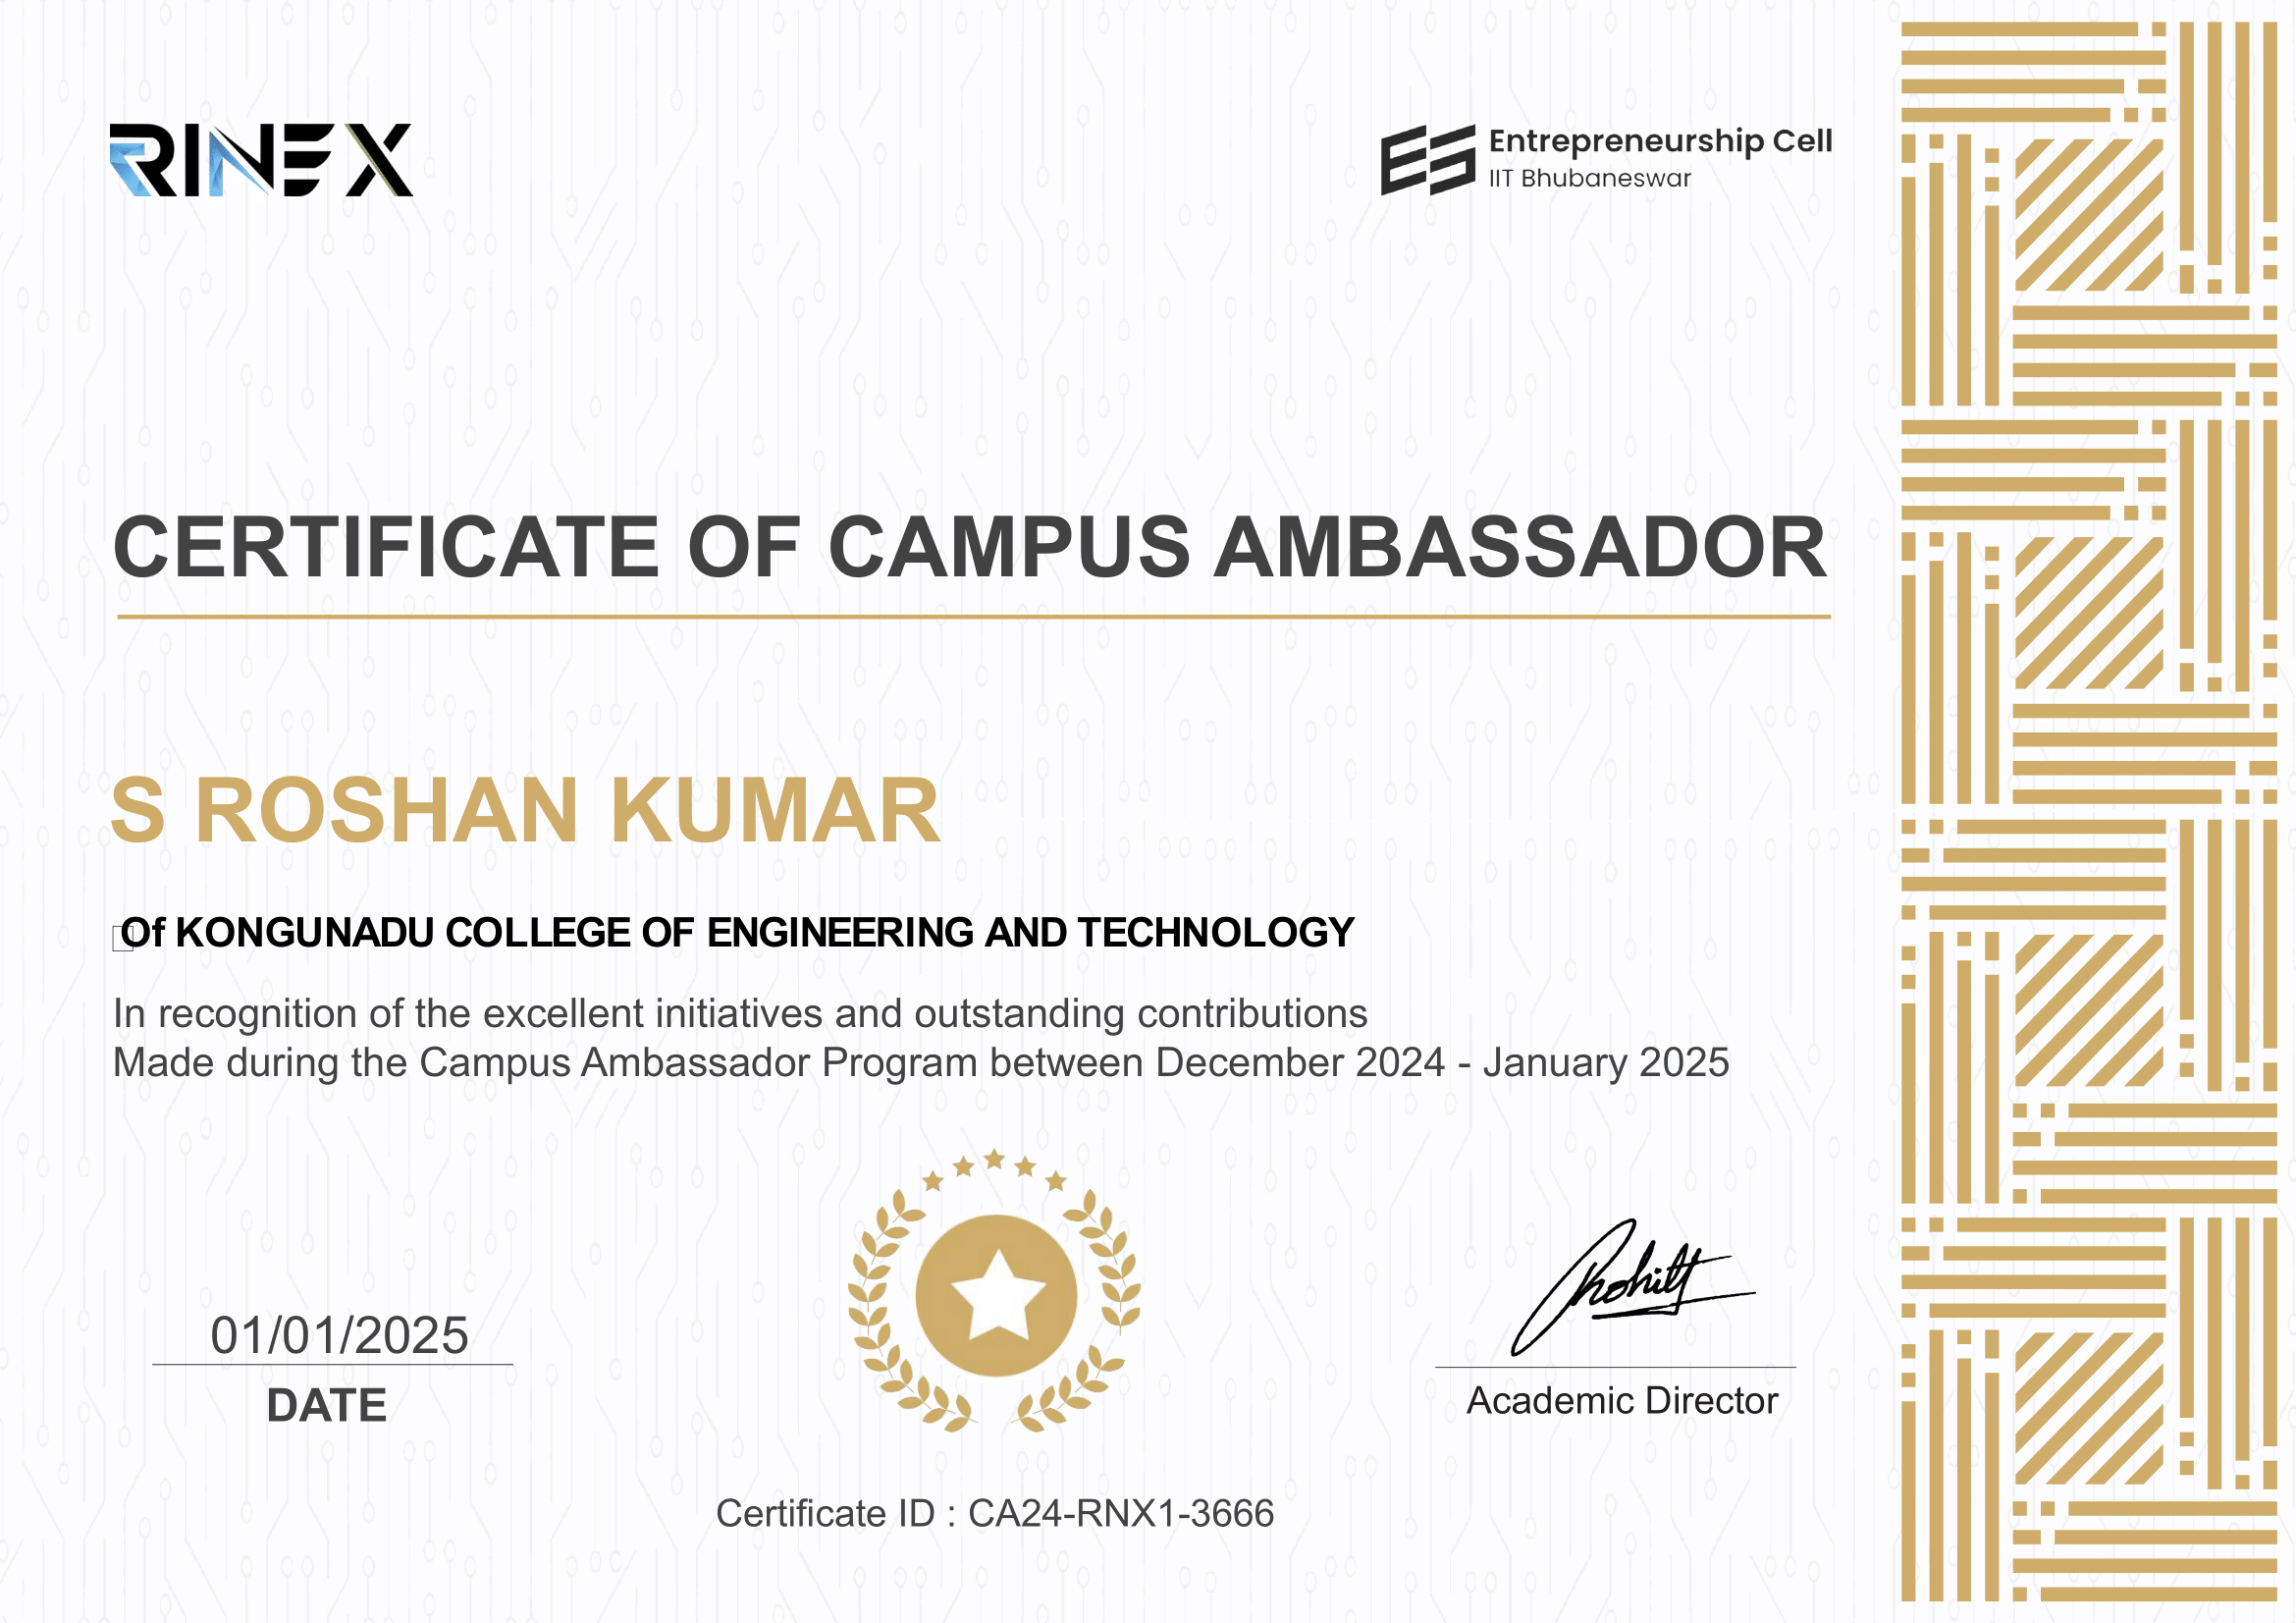 RINEX
Entrepreneurship Cell
IIT Bhubaneswar
CERTIFICATE OF CAMPUS AMBASSADOR
S ROSHAN KUMAR
Of KONGUNADU COLLEGE OF ENGINEERING AND TECHNOLOGY
In recognition of the excellent initiatives and outstanding contributions
Made during the Campus Ambassador Program between December 2024 - January 2025
01/01/2025
DATE
Academic Director
Certificate ID : CA24-RNX1-3666